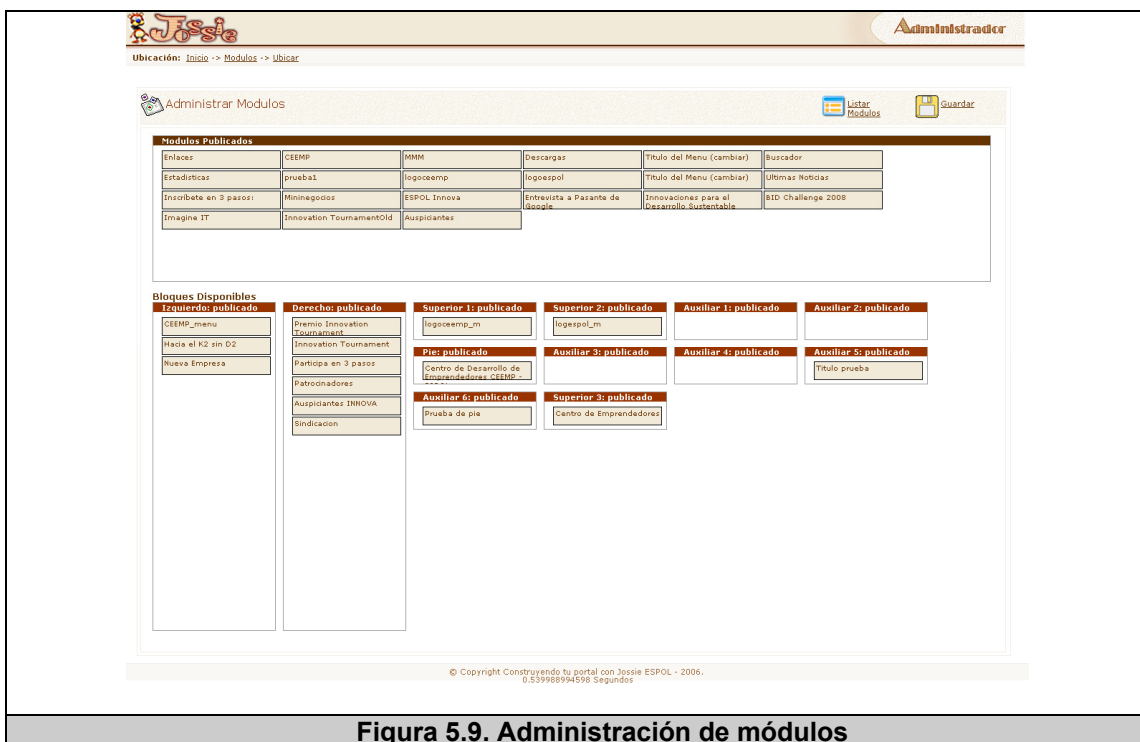 Jossie
Administrador
Ubicación: Inicio -> Modulos -> Ubicar
Administrar Modulos
Listar
Modulos
Guardar
Modulos Publicados
Enlaces
CEEMP
MMM
Descargas
Titulo del Menu (cambiar)
Buscador
Estadisticas
prueba1
logoceemp
logoespol
Titulo del Menu (cambiar)
Ultimas Noticias
Inscríbete en 3 pasos:
Mininegocios
ESPOL Innova
Entrevista a Pasante de
Google
Innovaciones para el
Desarrollo Sustentable
BID Challenge 2008
Imagine IT
Innovation TournamentOld
Auspiciantes
Bloques Disponibles
Izquierdo: publicado
CEEMP_menu
Hacia el K2 sin O2
Nueva Empresa
Derecho: publicado
Premio Innovation
Tournament
Innovation Tournament
Participa en 3 pasos
Patrocinadores
Auspiciantes INNOVA
Sindicacion
Superior 1: publicado
logoceemp_m
Superior 2: publicado
logespol_m
Auxiliar 1: publicado
Auxiliar 2: publicado
Pie: publicado
Centro de Desarrollo de
Emprendedores CEEMP -
Auxiliar 3: publicado
Auxiliar 4: publicado
Auxiliar 5: publicado
Titulo prueba
Auxiliar 6: publicado
Prueba de pie
Superior 3: publicado
Centro de Emprendedores
© Copyright Construyendo tu portal con Jossie ESPOL - 2006.
0.539988994598 Segundos
Figura 5.9. Administración de módulos